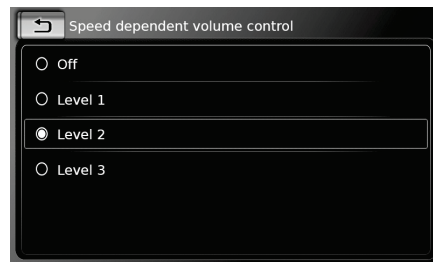 Speed dependent volume control
Off
Level 1
Level 2
Level 3